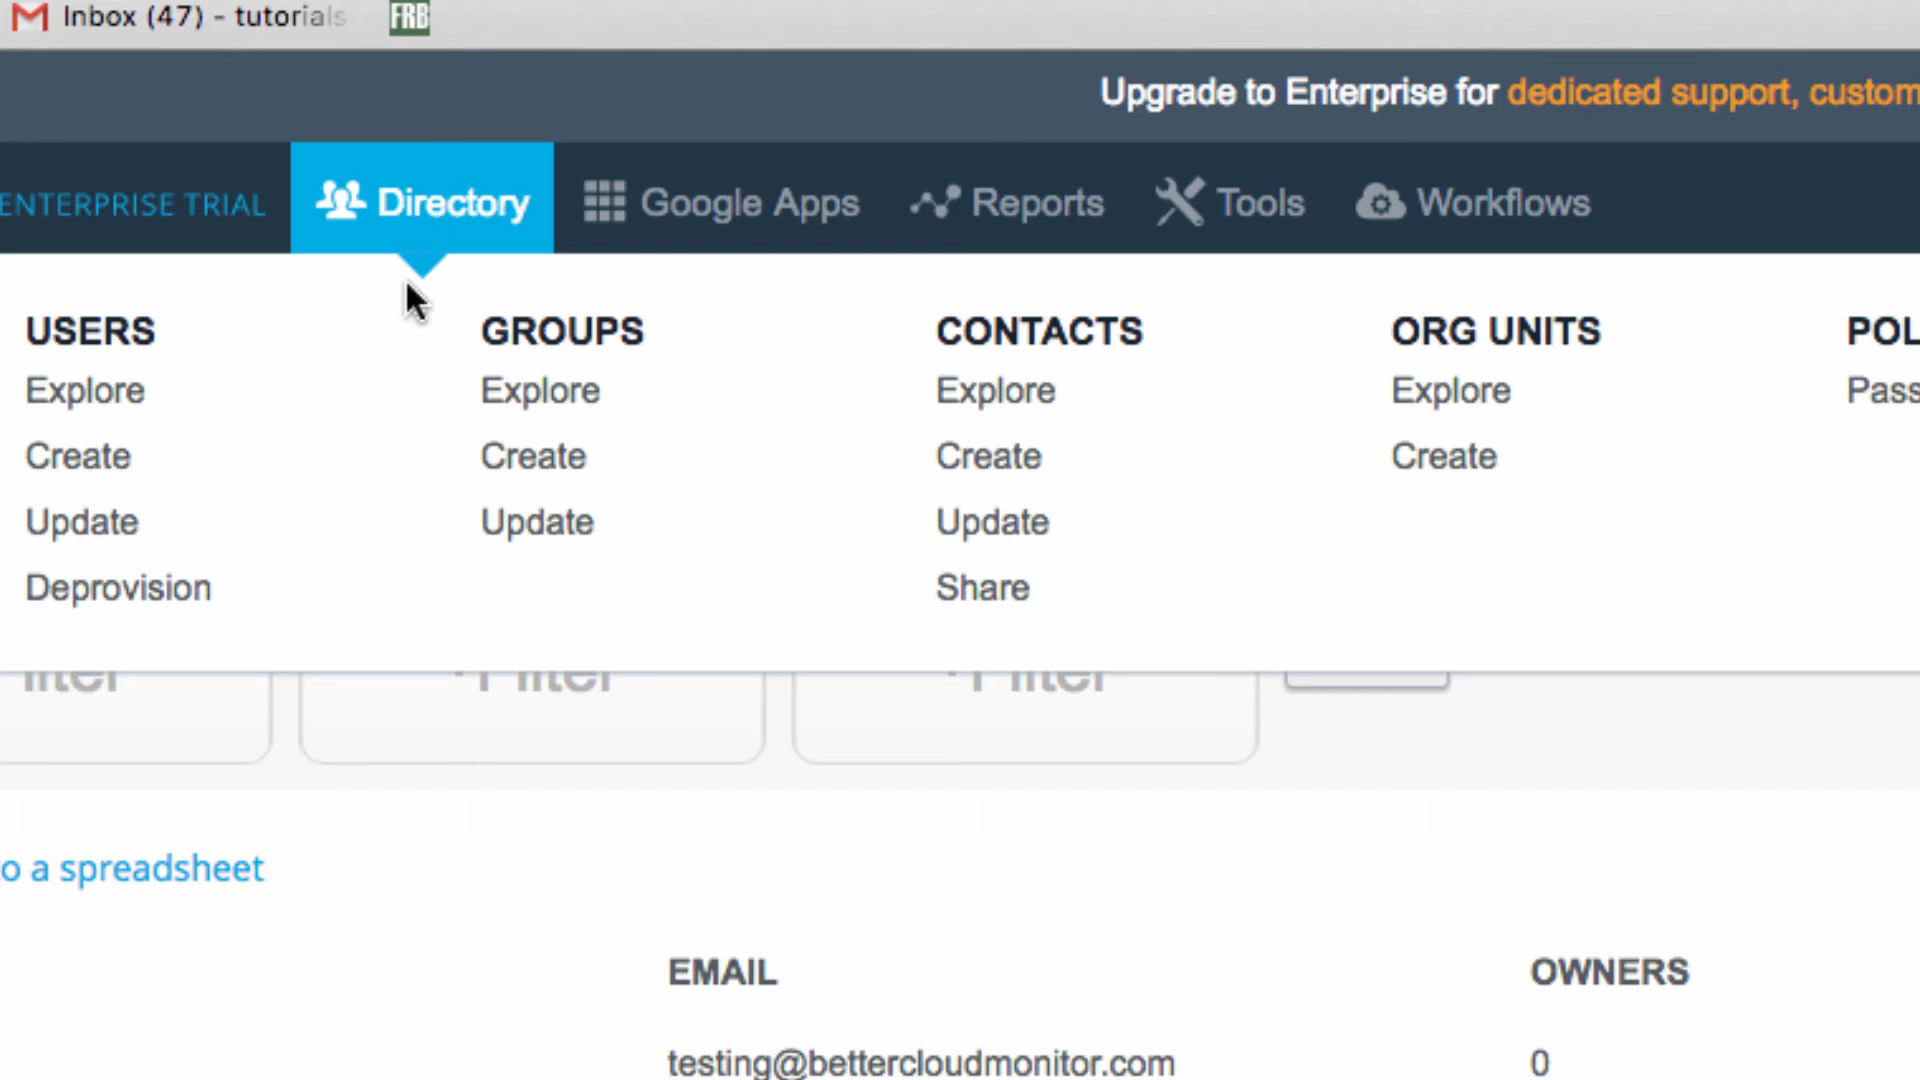 Inbox (47) - tutorials
FRB
Upgrade to Enterprise for dedicated support, custom
ENTERPRISE TRIAL Directory Google Apps Reports Tools Workflows
USERS GROUPS CONTACTS ORG UNITS POL
Explore Explore Explore Explore Pass
Create Create Create Create
Update Update Update
Deprovision Share
Filter Filter
o a spreadsheet
EMAIL OWNERS
testing@bettercloudmonitor.com 0